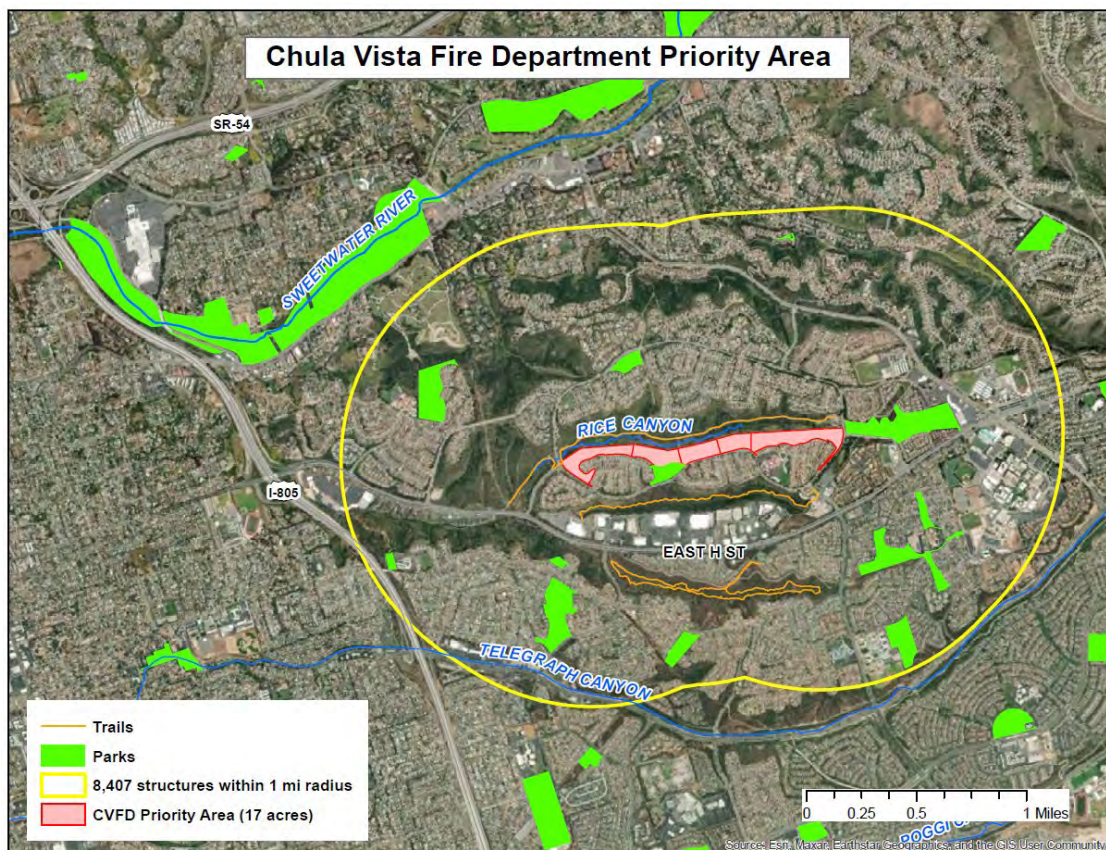 Chula Vista Fire Department Priority Area
SR-54
SWEETWATER RIVER
RICE CANYON
I-805
EAST H ST
TELEGRAPH CANYON
Trails
Parks
8,407 structures within 1 mi radius
CVFD Priority Area (17 acres)
0 0.25 0.5 1 Miles
POGGI
Source: Esri, Maxar, Earthstar Geographics, and the GIS User Community